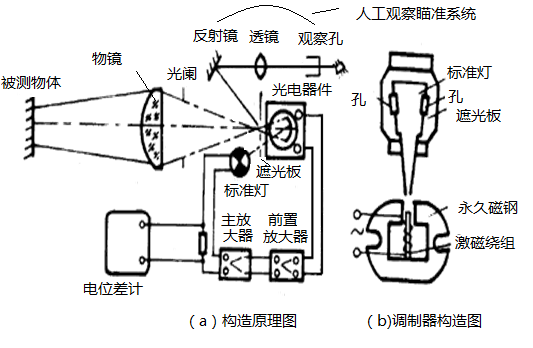 人工观察瞄准系统
反射镜 透镜 观察孔
物镜
光阑
被测物体
光电器件
标准灯
遮光板
主放
大器
前置
放大器
电位差计
(a)构造原理图
标准灯
孔
孔
遮光板
永久磁钢
激磁绕组
(b)调制器构造图